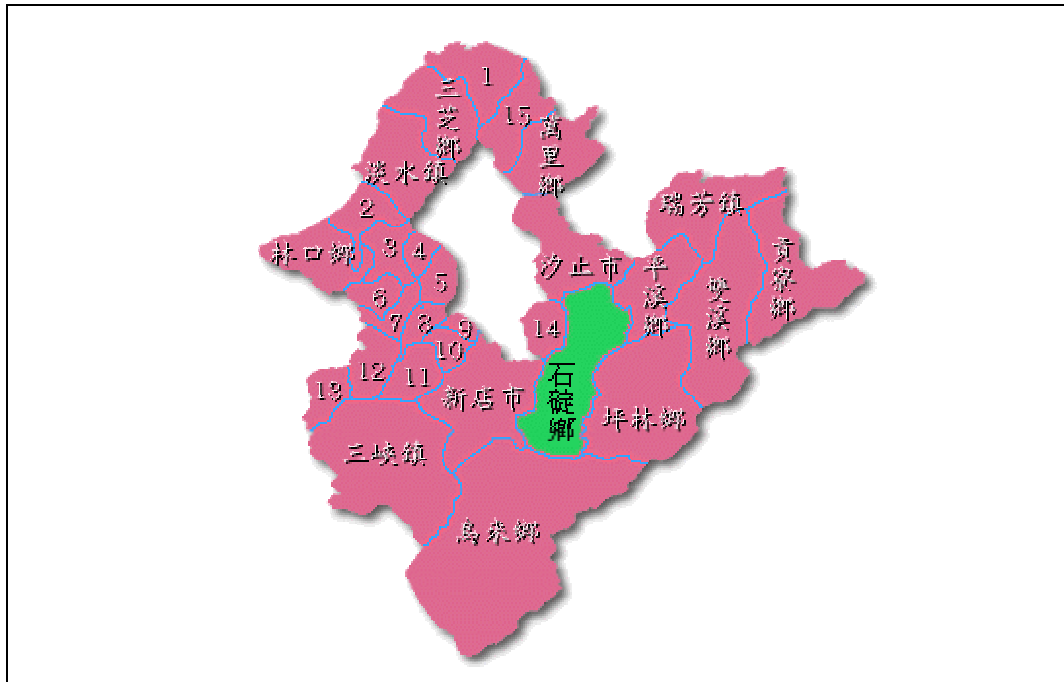 1
三芝鄉
15
萬里鄉
淡水鎮
2
瑞芳鎮
3
4
林口鄉
貢寮鄉
汐止市
平溪鄉
5
雙溪鄉
6
7
8
9
14
10
石碇鄉
12
11
13
新店市
坪林鄉
三峽鎮
烏來鄉